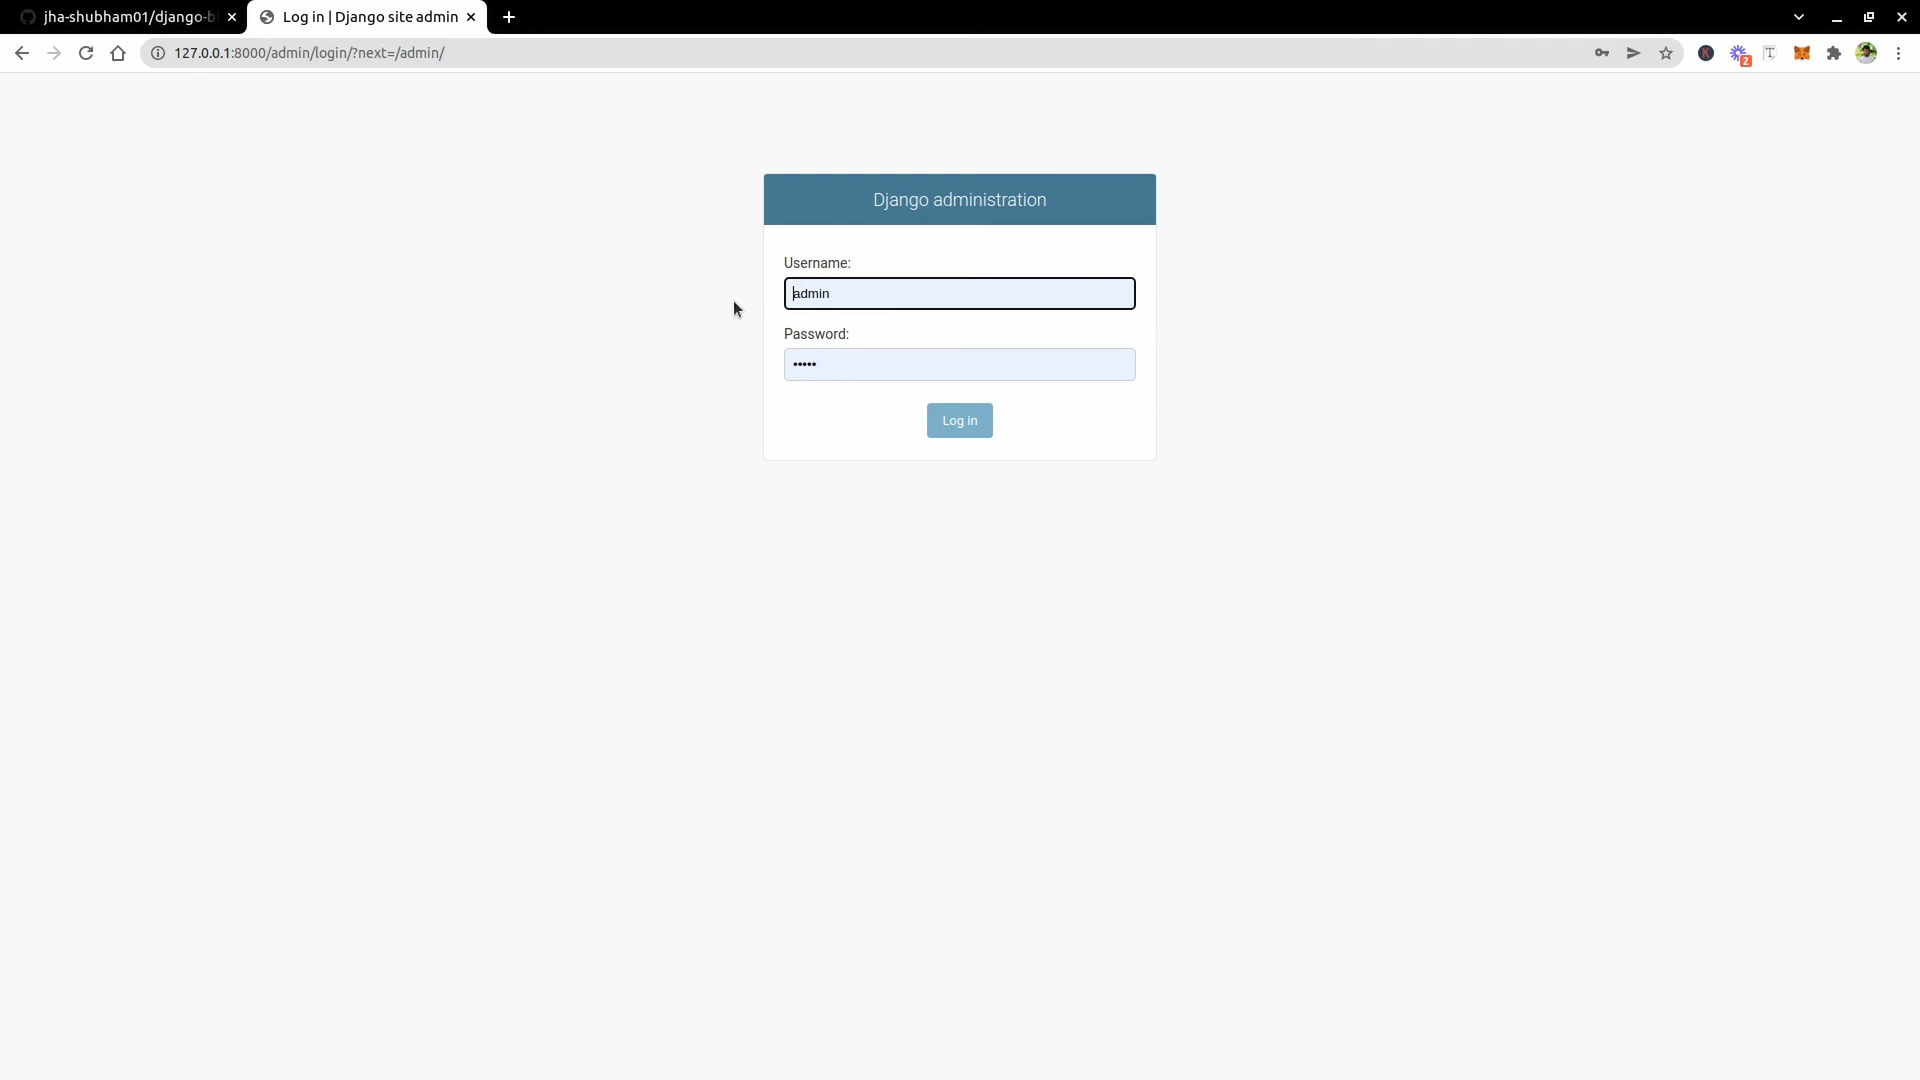 jha-shubham01/django-b
Log in | Django site admin
127.0.0.1:8000/admin/login/?next=/admin/
K
2
T
Django administration
Username:
admin
Password:
•••••
Log in